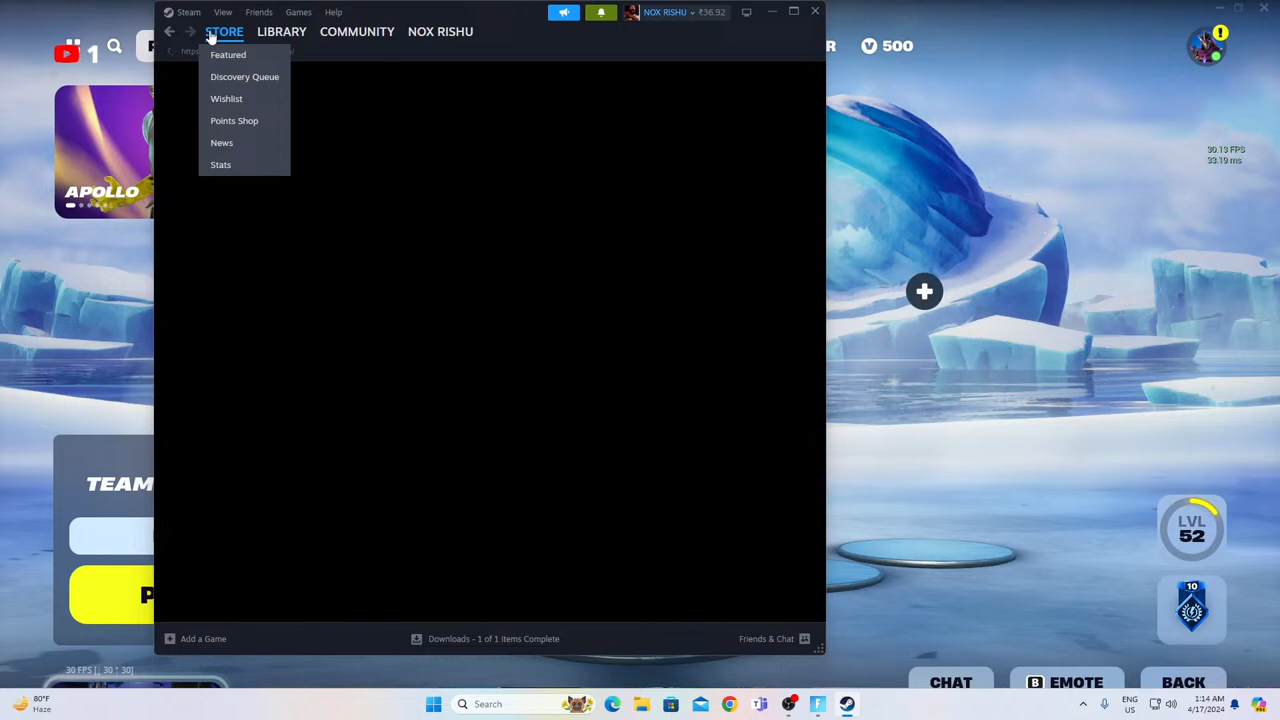 Steam View Friends Games Help NOX RISHU ₹36.92
STORE LIBRARY COMMUNITY NOX RISHU
Featured
Discovery Queue
Wishlist
Points Shop
News
Stats
1
500
30.13 FPS
33.19 ms
APOLLO
TEAM
LVL
52
10
30 FPS [, 30 ; 30]
Add a Game Downloads - 1 of 1 Items Complete Friends & Chat
CHAT B EMOTE BACK
80°F
Haze
Search
ENG
US
1:14 AM
4/17/2024